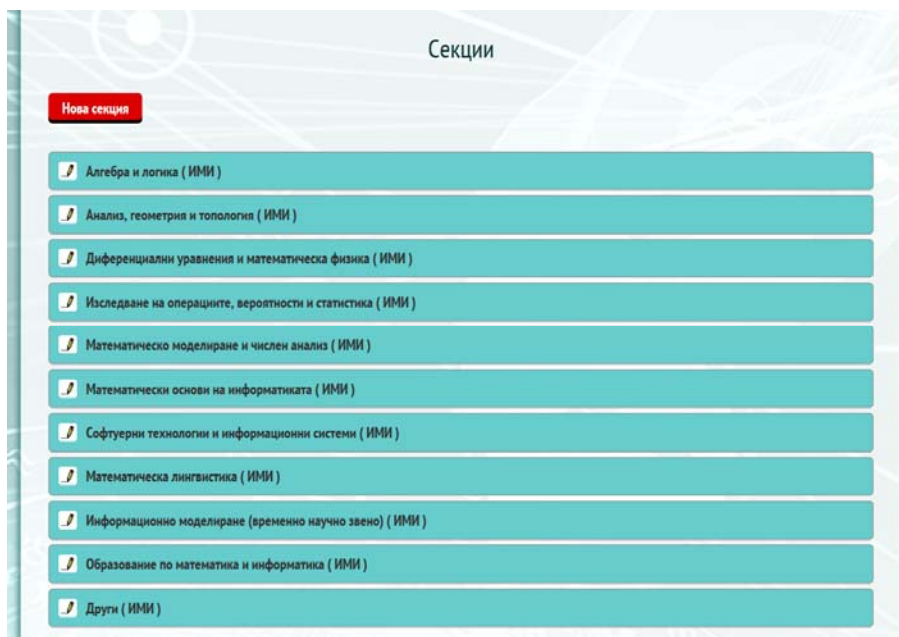 Секции
Нова секция
Алгебра и логика ( ИМИ )
Анализ, геометрия и топология ( ИМИ )
Диференциални уравнения и математическа физика ( ИМИ )
Изследване на операциите, вероятности и статистика ( ИМИ )
Математическо моделиране и числен анализ ( ИМИ )
Математически основи на информатиката ( ИМИ )
Софтуерни технологии и информационни системи ( ИМИ )
Математическа лингвистика ( ИМИ )
Информационно моделиране (временно научно звено) ( ИМИ )
Образование по математика и информатика ( ИМИ )
Други ( ИМИ )